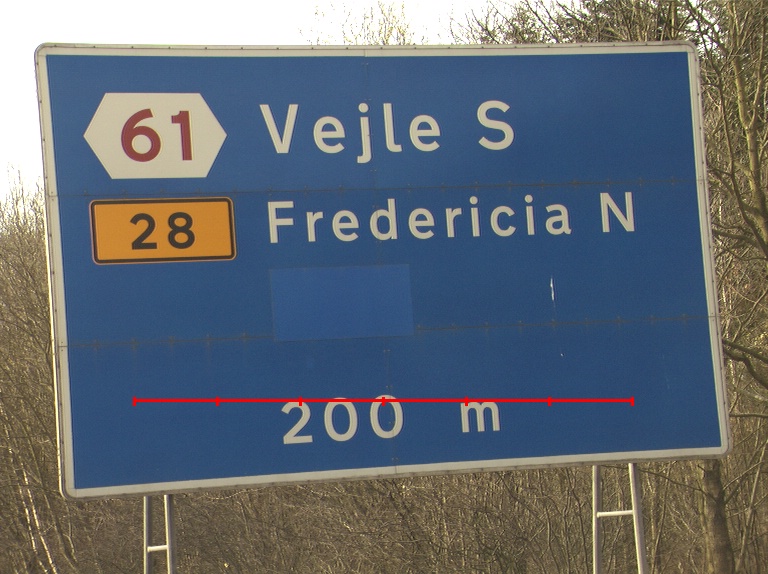 61 Vejle S
28 Fredericia N
200 m